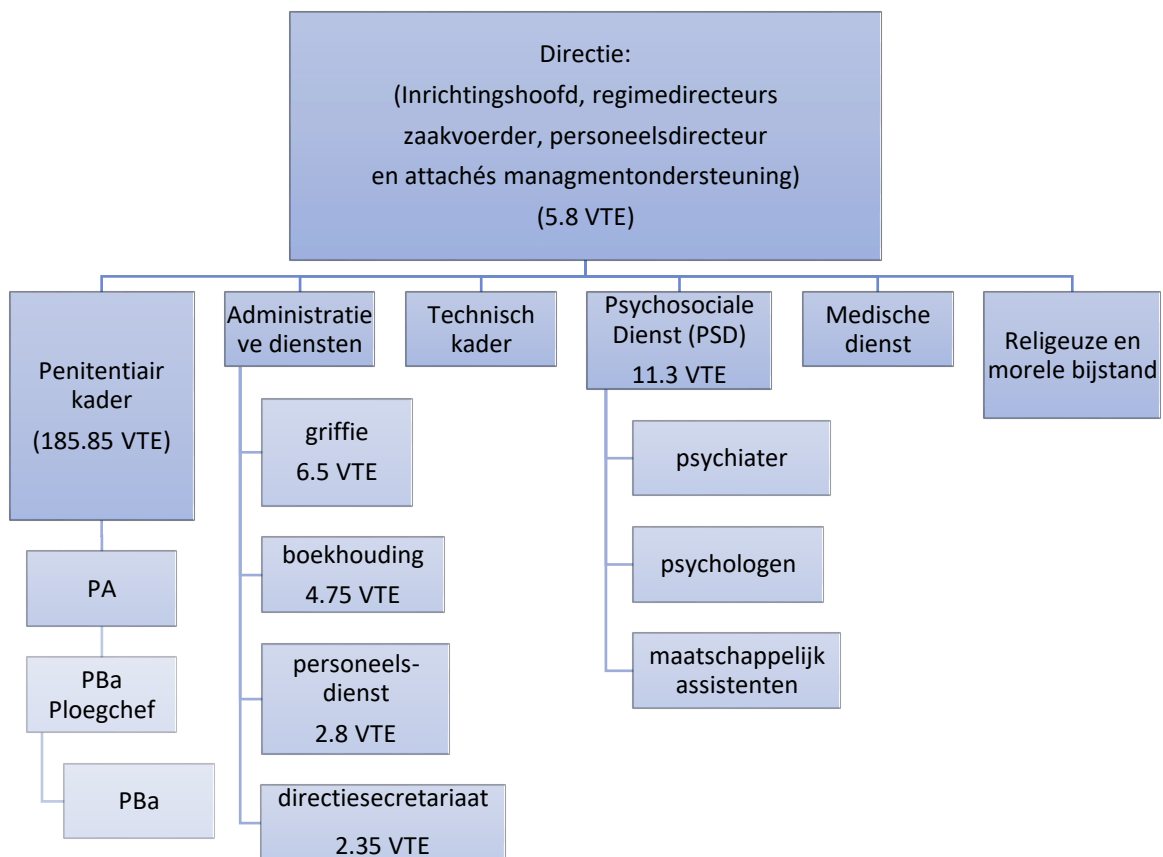 Directie:
(Inrichtingshoofd, regimedirecteurs
zaakvoerder, personeelsdirecteur
en attachés managmentondersteuning)
(5.8 VTE)
Penitentiair
kader
(185.85 VTE)
PA
PBa
Ploegchef
PBa
Administratie
ve diensten
griffie
6.5 VTE
boekhouding
4.75 VTE
personeels-
dienst
2.8 VTE
directiesecretariaat
2.35 VTE
Technisch
kader
Psychosociale
Dienst (PSD)
11.3 VTE
psychiater
psychologen
maatschappelijk
assistenten
Medische
dienst
Religeuze en
morele bijstand